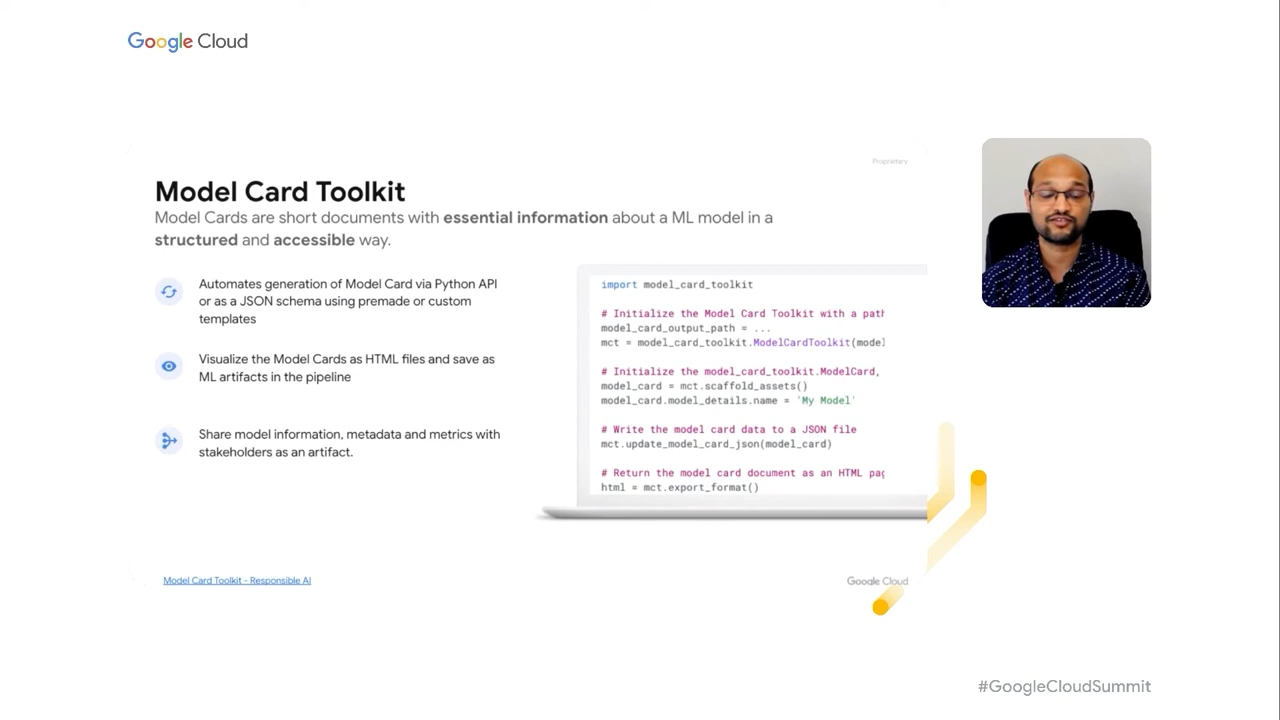 Google Cloud
Proprietary
Model Card Toolkit
Model Cards are short documents with essential information about a ML model in a
structured and accessible way.
Automates generation of Model Card via Python API
or as a JSON schema using premade or custom
templates
Visualize the Model Cards as HTML files and save as
ML artifacts in the pipeline
Share model information, metadata and metrics with
stakeholders as an artifact.
import model_card_toolkit
# Initialize the Model Card Toolkit with a path
model_card_output_path = ...
mct = model_card_toolkit.ModelCardToolkit(model
# Initialize the model_card_toolkit.ModelCard,
model_card = mct.scaffold_assets()
model_card.model_details.name = 'My Model'
# Write the model card data to a JSON file
mct.update_model_card_json(model_card)
# Return the model card document as an HTML pag
html = mct.export_format()
Model Card Toolkit - Responsible AI
Google Cloud
#GoogleCloudSummit